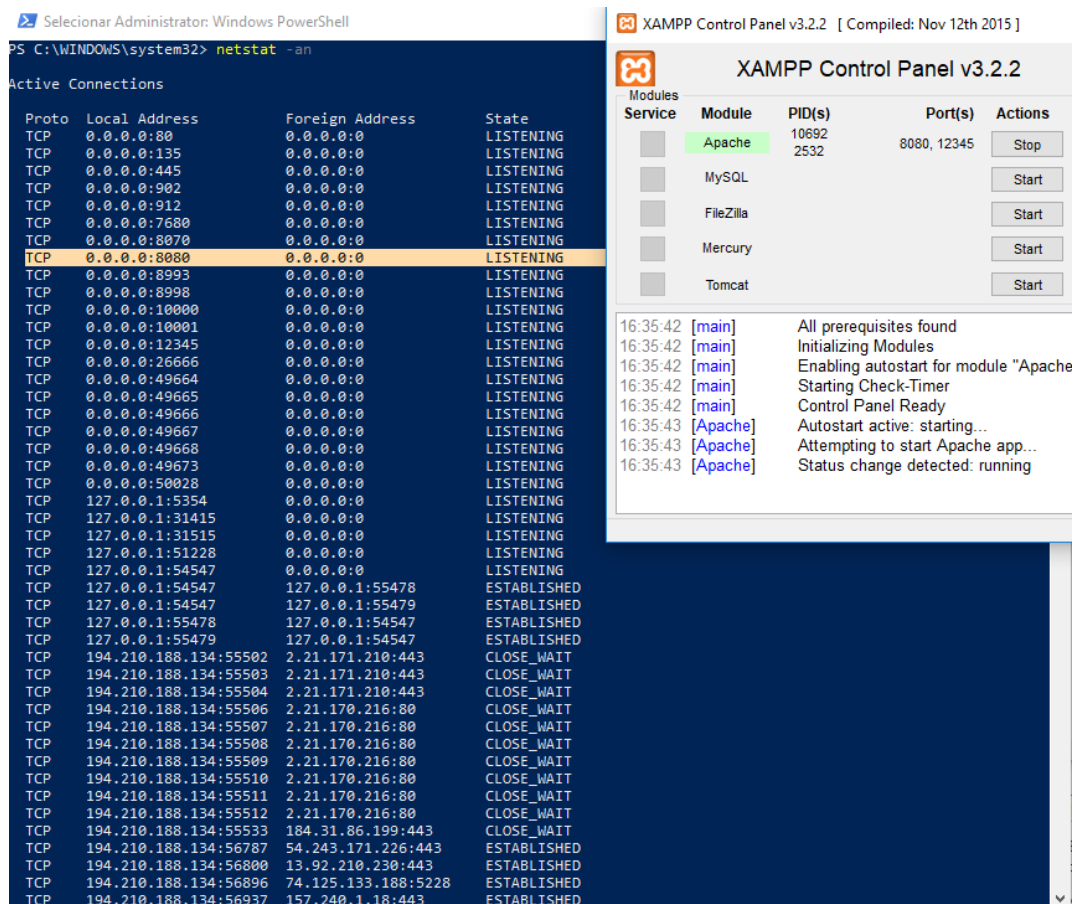 Selecionar Administrator: Windows PowerShell
PS C:\WINDOWS\system32> netstat -an
Active Connections
Proto Local Address Foreign Address State
TCP 0.0.0.0:80 0.0.0.0:0 LISTENING
TCP 0.0.0.0:135 0.0.0.0:0 LISTENING
TCP 0.0.0.0:445 0.0.0.0:0 LISTENING
TCP 0.0.0.0:902 0.0.0.0:0 LISTENING
TCP 0.0.0.0:912 0.0.0.0:0 LISTENING
TCP 0.0.0.0:7680 0.0.0.0:0 LISTENING
TCP 0.0.0.0:8070 0.0.0.0:0 LISTENING
TCP 0.0.0.0:8080 0.0.0.0:0 LISTENING
TCP 0.0.0.0:8993 0.0.0.0:0 LISTENING
TCP 0.0.0.0:8998 0.0.0.0:0 LISTENING
TCP 0.0.0.0:10000 0.0.0.0:0 LISTENING
TCP 0.0.0.0:10001 0.0.0.0:0 LISTENING
TCP 0.0.0.0:12345 0.0.0.0:0 LISTENING
TCP 0.0.0.0:26666 0.0.0.0:0 LISTENING
TCP 0.0.0.0:49664 0.0.0.0:0 LISTENING
TCP 0.0.0.0:49665 0.0.0.0:0 LISTENING
TCP 0.0.0.0:49666 0.0.0.0:0 LISTENING
TCP 0.0.0.0:49667 0.0.0.0:0 LISTENING
TCP 0.0.0.0:49668 0.0.0.0:0 LISTENING
TCP 0.0.0.0:49673 0.0.0.0:0 LISTENING
TCP 0.0.0.0:50028 0.0.0.0:0 LISTENING
TCP 127.0.0.1:5354 0.0.0.0:0 LISTENING
TCP 127.0.0.1:31415 0.0.0.0:0 LISTENING
TCP 127.0.0.1:31515 0.0.0.0:0 LISTENING
TCP 127.0.0.1:51228 0.0.0.0:0 LISTENING
TCP 127.0.0.1:54547 0.0.0.0:0 LISTENING
TCP 127.0.0.1:54547 127.0.0.1:55478 ESTABLISHED
TCP 127.0.0.1:54547 127.0.0.1:55479 ESTABLISHED
TCP 127.0.0.1:55478 127.0.0.1:54547 ESTABLISHED
TCP 127.0.0.1:55479 127.0.0.1:54547 ESTABLISHED
TCP 194.210.188.134:55502 2.21.171.210:443 CLOSE_WAIT
TCP 194.210.188.134:55503 2.21.171.210:443 CLOSE_WAIT
TCP 194.210.188.134:55504 2.21.171.210:443 CLOSE_WAIT
TCP 194.210.188.134:55506 2.21.170.216:80 CLOSE_WAIT
TCP 194.210.188.134:55507 2.21.170.216:80 CLOSE_WAIT
TCP 194.210.188.134:55508 2.21.170.216:80 CLOSE_WAIT
TCP 194.210.188.134:55509 2.21.170.216:80 CLOSE_WAIT
TCP 194.210.188.134:55510 2.21.170.216:80 CLOSE_WAIT
TCP 194.210.188.134:55511 2.21.170.216:80 CLOSE_WAIT
TCP 194.210.188.134:55512 2.21.170.216:80 CLOSE_WAIT
TCP 194.210.188.134:55533 184.31.86.199:443 CLOSE_WAIT
TCP 194.210.188.134:56787 54.243.171.226:443 ESTABLISHED
TCP 194.210.188.134:56800 13.92.210.230:443 ESTABLISHED
TCP 194.210.188.134:56896 74.125.133.188:5228 ESTABLISHED
TCP 194.210.188.134:56937 157.240.1.18:443 ESTABLISHED
XAMPP Control Panel v3.2.2 [ Compiled: Nov 12th 2015 ]
XAMPP Control Panel v3.2.2
Modules
Service Module PID(s) Port(s) Actions
Apache 10692 2532 8080, 12345 Stop
MySQL Start
FileZilla Start
Mercury Start
Tomcat Start
16:35:42 [main] All prerequisites found
16:35:42 [main] Initializing Modules
16:35:42 [main] Enabling autostart for module "Apache
16:35:42 [main] Starting Check-Timer
16:35:42 [main] Control Panel Ready
16:35:43 [Apache] Autostart active: starting...
16:35:43 [Apache] Attempting to start Apache app...
16:35:43 [Apache] Status change detected: running